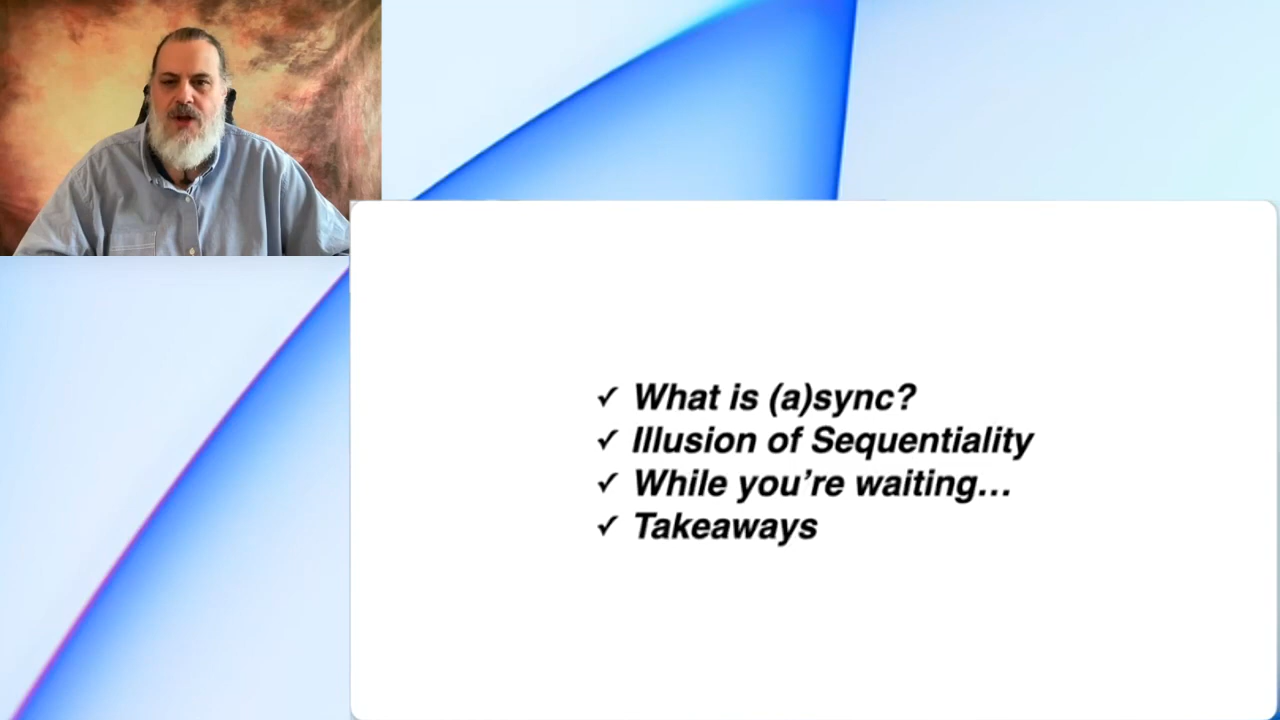 ✓ What is (a)sync?
✓ Illusion of Sequentiality
✓ While you’re waiting…
✓ Takeaways